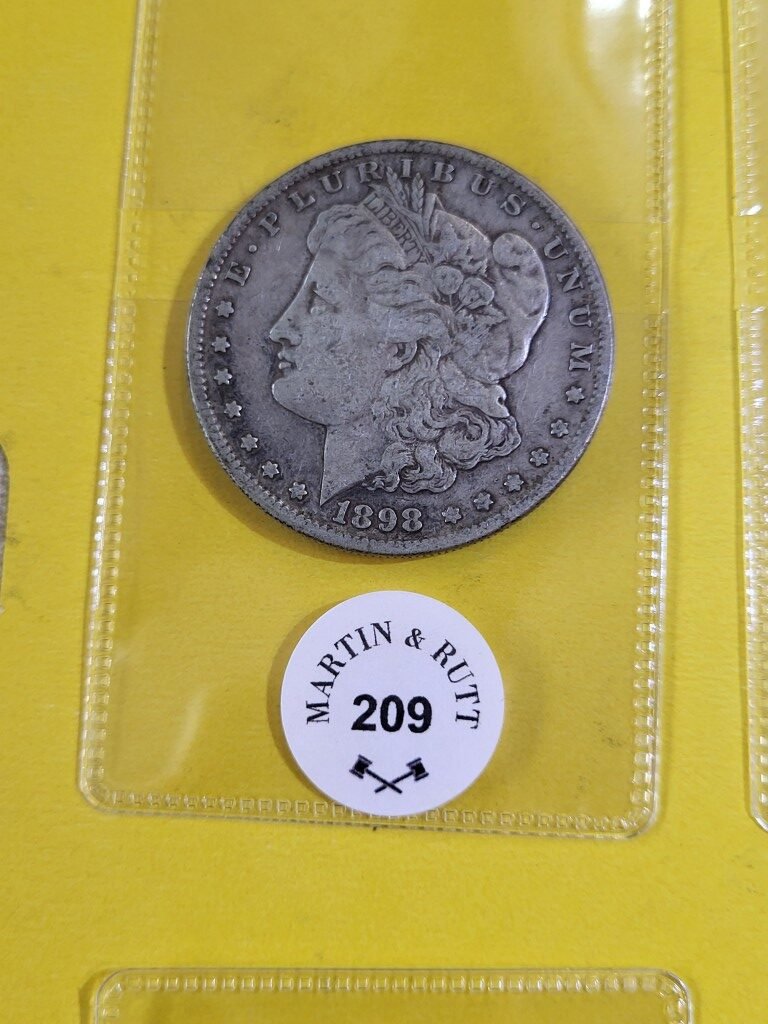 E · PLURIBUS · UNUM
LIBERTY
1898
MARTIN & RUTT
209